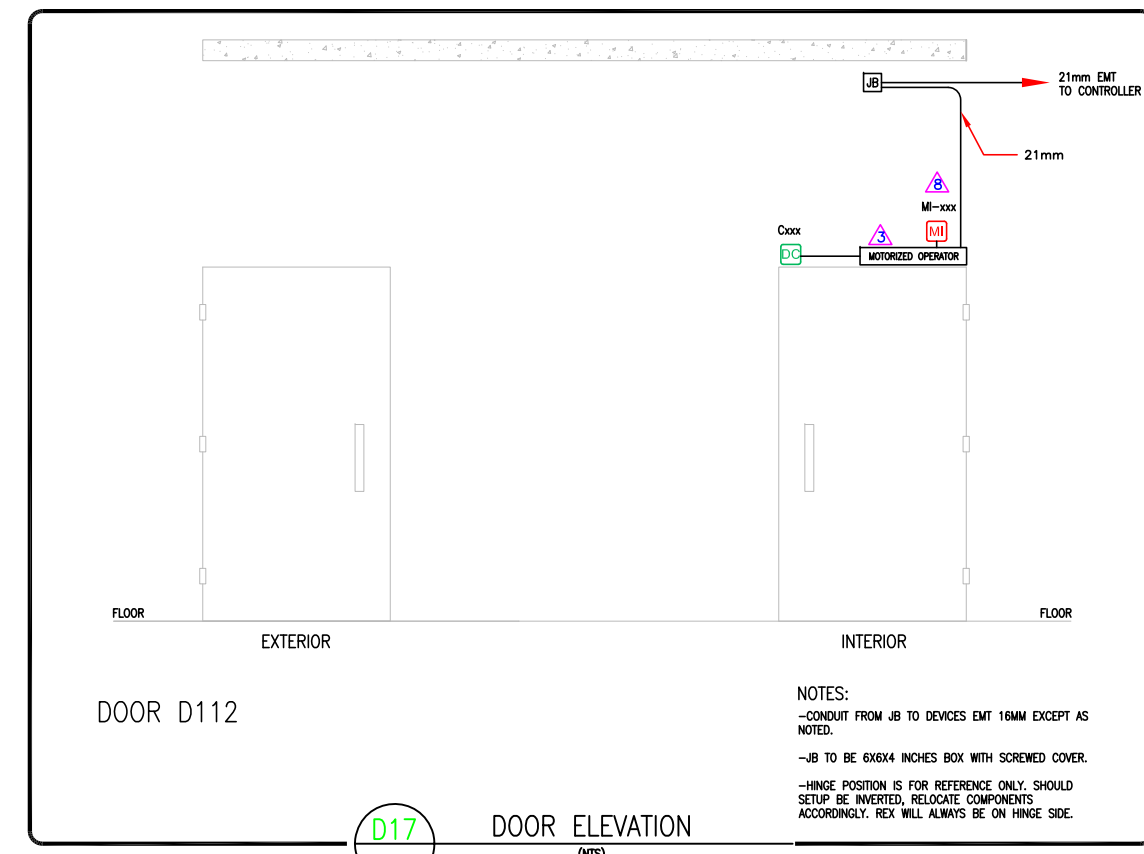 JB
21mm EMT
TO CONTROLLER
21mm
8
MI-xxx
Cxxx
3
MI
DC
MOTORIZED OPERATOR
FLOOR
FLOOR
EXTERIOR
INTERIOR
DOOR D112
NOTES:
-CONDUIT FROM JB TO DEVICES EMT 16MM EXCEPT AS
NOTED.
-JB TO BE 6X6X4 INCHES BOX WITH SCREWED COVER.
-HINGE POSITION IS FOR REFERENCE ONLY. SHOULD
SETUP BE INVERTED, RELOCATE COMPONENTS
ACCORDINGLY. REX WILL ALWAYS BE ON HINGE SIDE.
D17
DOOR ELEVATION
(NTS)